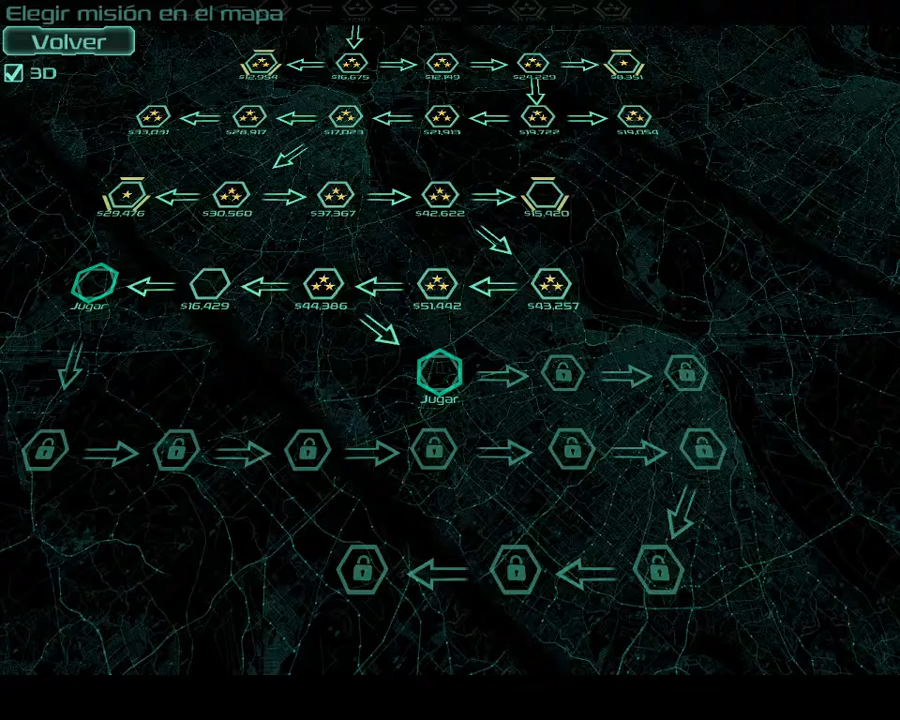 Elegir misión en el mapa
Volver
3D
$12,954 $16,675 $12,149 $24,229 $8,351
$33,031 $28,917 $17,023 $21,913 $19,722 $19,054
$29,476 $30,560 $37,367 $42,622 $15,420
Jugar $16,429 $44,386 $51,442 $43,257
Jugar